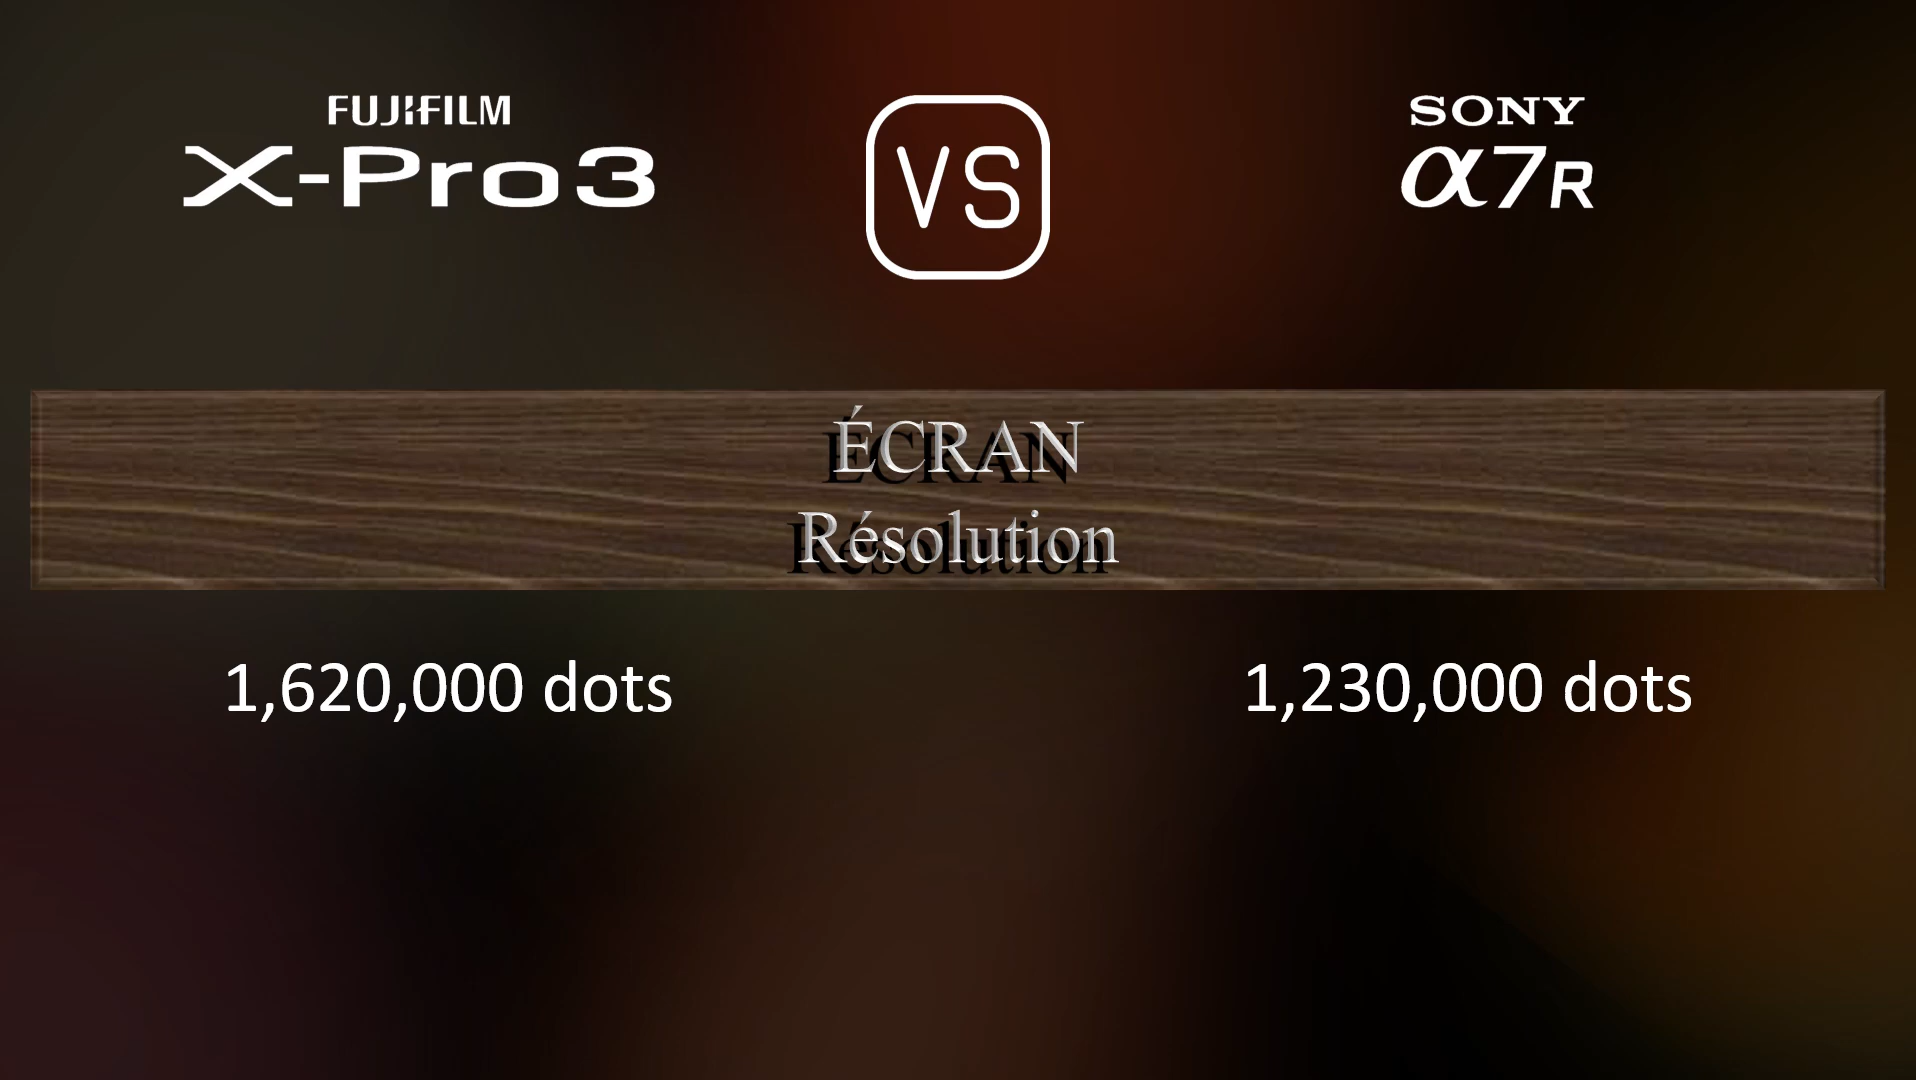 FUJIFILM
X-Pro3
VS
SONY
α7R
ÉCRAN
Résolution
1,620,000 dots
1,230,000 dots